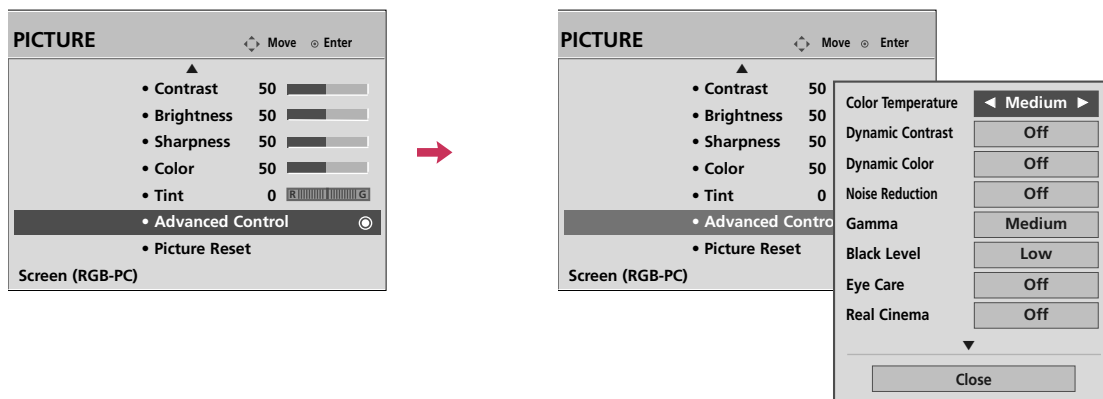 PICTURE
Move Enter
• Contrast 50
• Brightness 50
• Sharpness 50
• Color 50
• Tint 0 R G
• Advanced Control
• Picture Reset
Screen (RGB-PC)
PICTURE
Move Enter
• Contrast 50
• Brightness 50
• Sharpness 50
• Color 50
• Tint 0
• Advanced Contro
• Picture Reset
Screen (RGB-PC)
Color Temperature ◄ Medium ►
Dynamic Contrast Off
Dynamic Color Off
Noise Reduction Off
Gamma Medium
Black Level Low
Eye Care Off
Real Cinema Off
Close